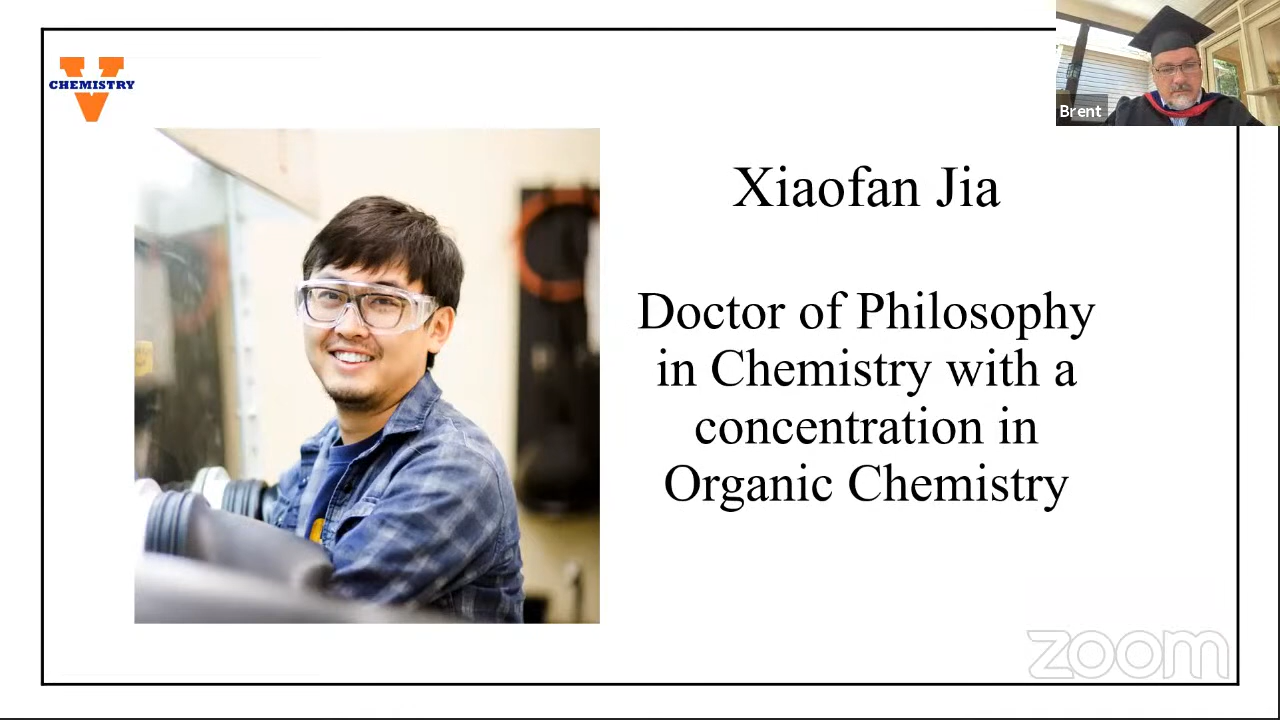 V
CHEMISTRY
Brent
Xiaofan Jia
Doctor of Philosophy
in Chemistry with a
concentration in
Organic Chemistry
zoom